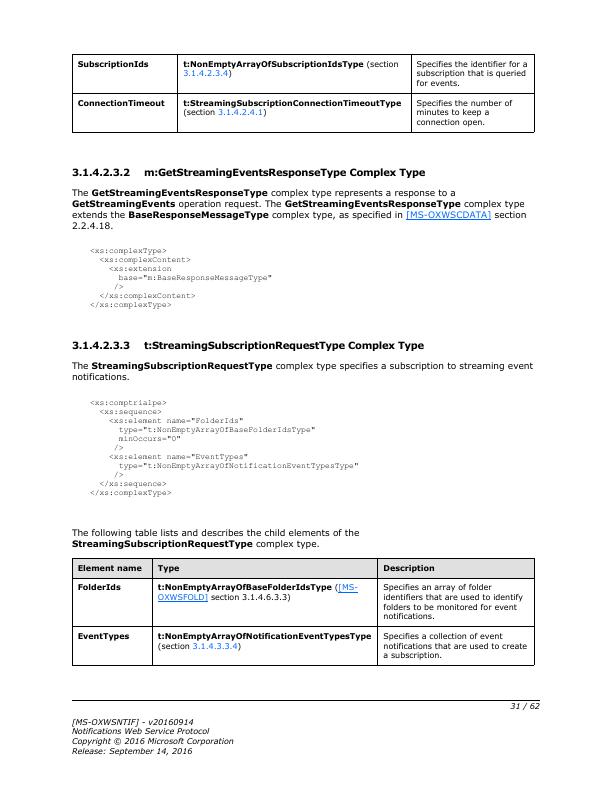 SubscriptionIds t:NonEmptyArrayOfSubscriptionIdsType (section Specifies the identifier for a
3.1.4.2.3.4) subscription that is queried
for events.
ConnectionTimeout t:StreamingSubscriptionConnectionTimeoutType Specifies the number of
(section 3.1.4.2.4.1) minutes to keep a
connection open.
3.1.4.2.3.2 m:GetStreamingEventsResponseType Complex Type
The GetStreamingEventsResponseType complex type represents a response to a
GetStreamingEvents operation request. The GetStreamingEventsResponseType complex type
extends the BaseResponseMessageType complex type, as specified in [MS-OXWSCDATA] section
2.2.4.18.
<xs:complexType>
<xs:complexContent>
<xs:extension
base="m:BaseResponseMessageType"
/>
</xs:complexContent>
</xs:complexType>
3.1.4.2.3.3 t:StreamingSubscriptionRequestType Complex Type
The StreamingSubscriptionRequestType complex type specifies a subscription to streaming event
notifications.
<xs:comptrialpe>
<xs:sequence>
<xs:element name="FolderIds"
type="t:NonEmptyArrayOfBaseFolderIdsType"
minOccurs="0"
/>
<xs:element name="EventTypes"
type="t:NonEmptyArrayOfNotificationEventTypesType"
/>
</xs:sequence>
</xs:complexType>
The following table lists and describes the child elements of the
StreamingSubscriptionRequestType complex type.
Element name Type Description
FolderIds t:NonEmptyArrayOfBaseFolderIdsType ([MS- Specifies an array of folder
OXWSFOLD] section 3.1.4.6.3.3) identifiers that are used to identify
folders to be monitored for event
notifications.
EventTypes t:NonEmptyArrayOfNotificationEventTypesType Specifies a collection of event
(section 3.1.4.3.3.4) notifications that are used to create
a subscription.
31 / 62
[MS-OXWSNTIF] - v20160914
Notifications Web Service Protocol
Copyright © 2016 Microsoft Corporation
Release: September 14, 2016